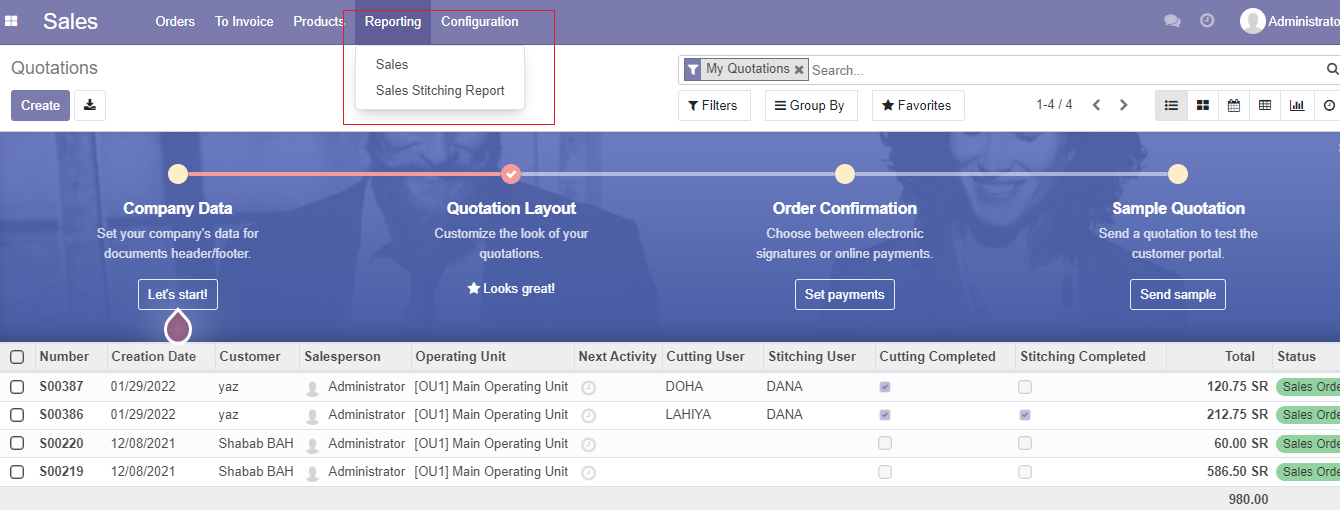 Sales Orders To Invoice Products Reporting Configuration Administrato
Quotations
My Quotations Search...
Sales
Sales Stitching Report
Create
Filters Group By Favorites 1-4 / 4
Company Data Quotation Layout Order Confirmation Sample Quotation
Set your company's data for Customize the look of your Choose between electronic Send a quotation to test the
documents header/footer. quotations. signatures or online payments. customer portal.
Let's start! Looks great! Set payments Send sample
Number Creation Date Customer Salesperson Operating Unit Next Activity Cutting User Stitching User Cutting Completed Stitching Completed Total Status
S00387 01/29/2022 yaz Administrator [OU1] Main Operating Unit DOHA DANA 120.75 SR Sales Orde
S00386 01/29/2022 yaz Administrator [OU1] Main Operating Unit LAHIYA DANA 212.75 SR Sales Orde
S00220 12/08/2021 Shabab BAH Administrator [OU1] Main Operating Unit 60.00 SR Sales Orde
S00219 12/08/2021 Shabab BAH Administrator [OU1] Main Operating Unit 586.50 SR Sales Orde
980.00